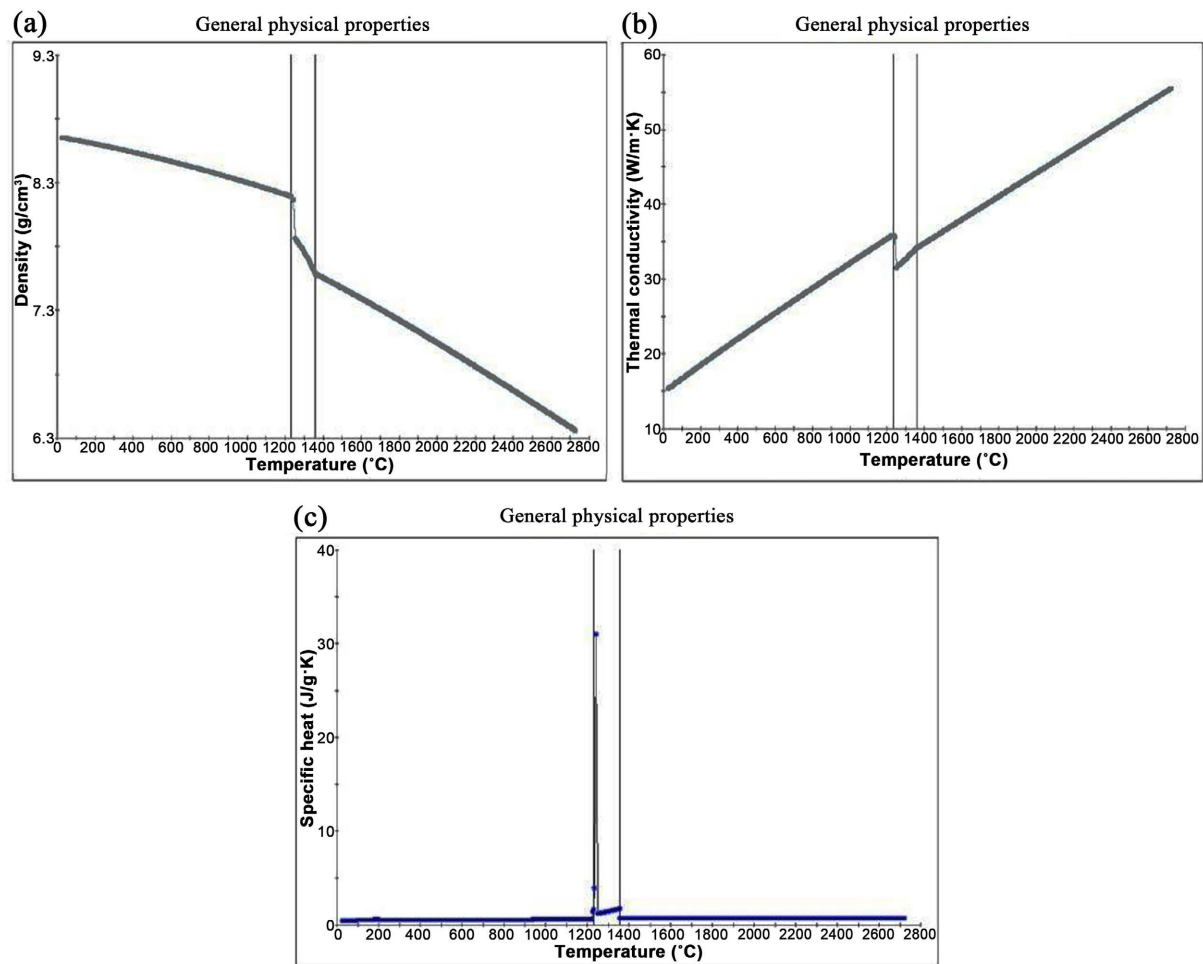 (a)
General physical properties
9.3
8.3
7.3
6.3
Density (g/cm³)
0 200 400 600 800 1000 1200 1400 1600 1800 2000 2200 2400 2600 2800
Temperature (°C)
(b)
General physical properties
60
50
40
30
20
10
Thermal conductivity (W/m·K)
0 200 400 600 800 1000 1200 1400 1600 1800 2000 2200 2400 2600 2800
Temperature (°C)
(c)
General physical properties
40
30
20
10
0
Specific heat (J/g·K)
0 200 400 600 800 1000 1200 1400 1600 1800 2000 2200 2400 2600 2800
Temperature (°C)